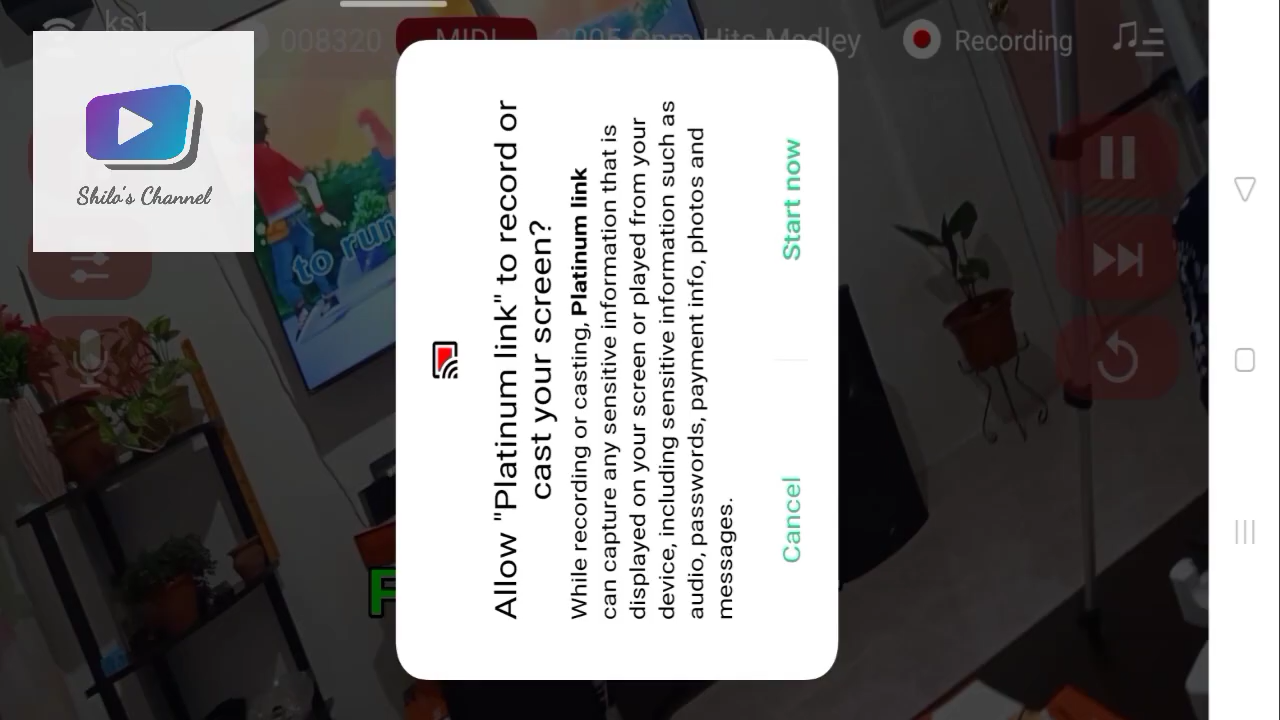 ks1
008320
MIDI
2005 Opm Hits Medley
Recording
Shilo's Channel
to run
Allow "Platinum link" to record or
cast your screen?
While recording or casting, Platinum link
can capture any sensitive information that is
displayed on your screen or played from your
device, including sensitive information such as
audio, passwords, payment info, photos and
messages.
Cancel
Start now